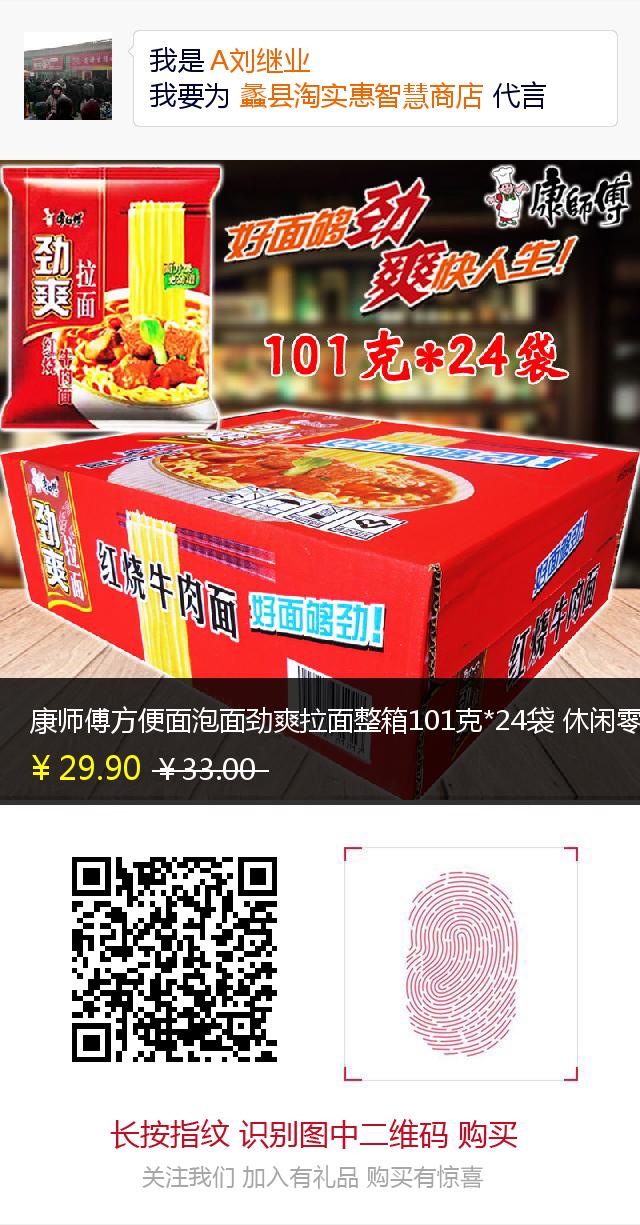 我是 A刘继业
我要为 蠡县淘实惠智慧商店 代言
康師傅
好面够劲
爽快人生!
101克*24袋
劲爽
拉面
红烧牛肉面
劲爽
拉面
红烧牛肉面
好面够劲!
好面够劲!
红烧牛肉面
康师傅方便面泡面劲爽拉面整箱101克*24袋 休闲零
¥ 29.90 ¥ 33.00
长按指纹 识别图中二维码 购买
关注我们 加入有礼品 购买有惊喜